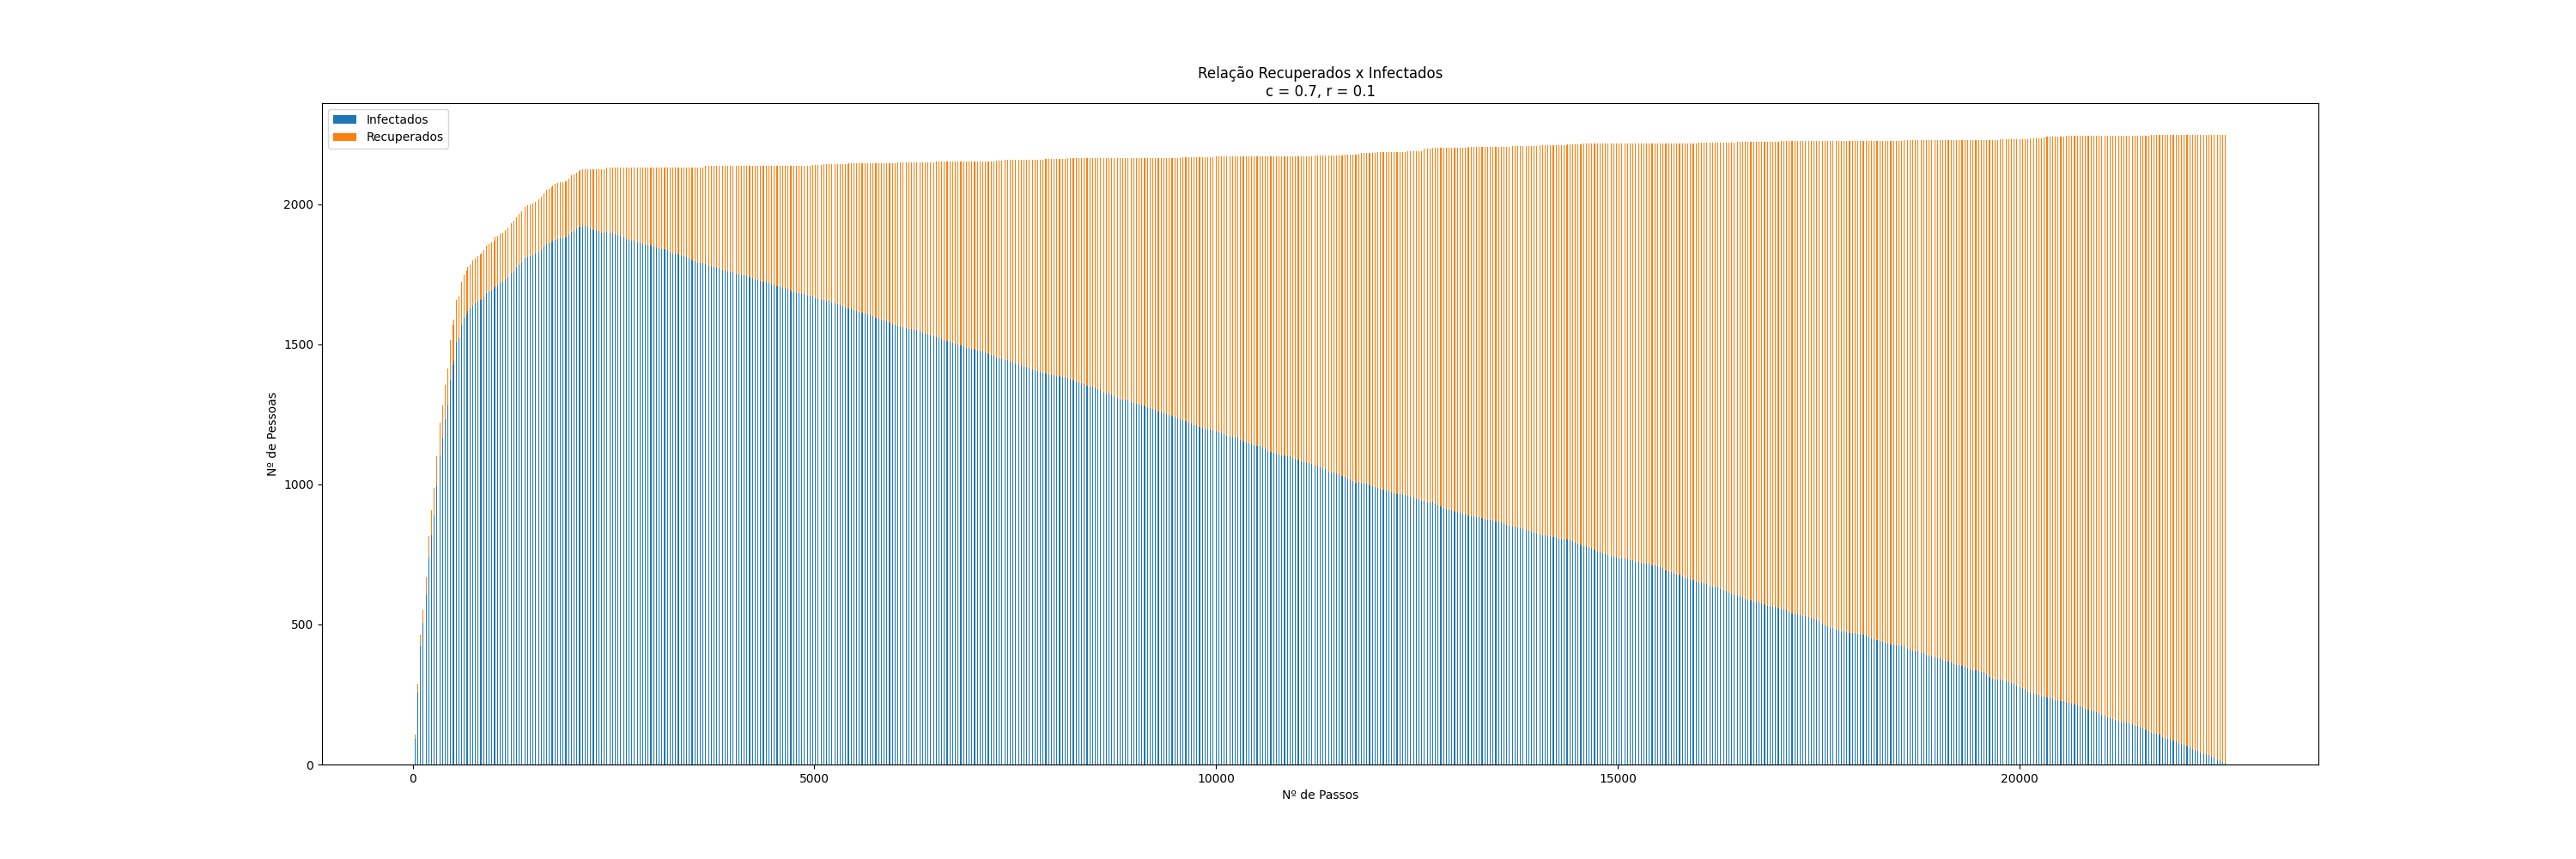 Relação Recuperados x Infectados
c = 0.7, r = 0.1
Infectados
Recuperados
Nº de Pessoas
2000
1500
1000
500
0
0 5000 10000 15000 20000
Nº de Passos